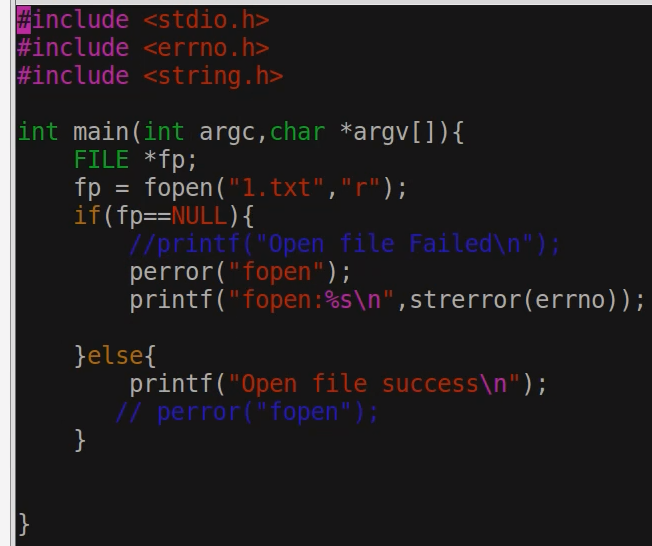 #include <stdio.h>
#include <errno.h>
#include <string.h>
int main(int argc,char *argv[]){
FILE *fp;
fp = fopen("1.txt","r");
if(fp==NULL){
//printf("Open file Failed\n");
perror("fopen");
printf("fopen:%s\n",strerror(errno));
}else{
printf("Open file success\n");
// perror("fopen");
}
}